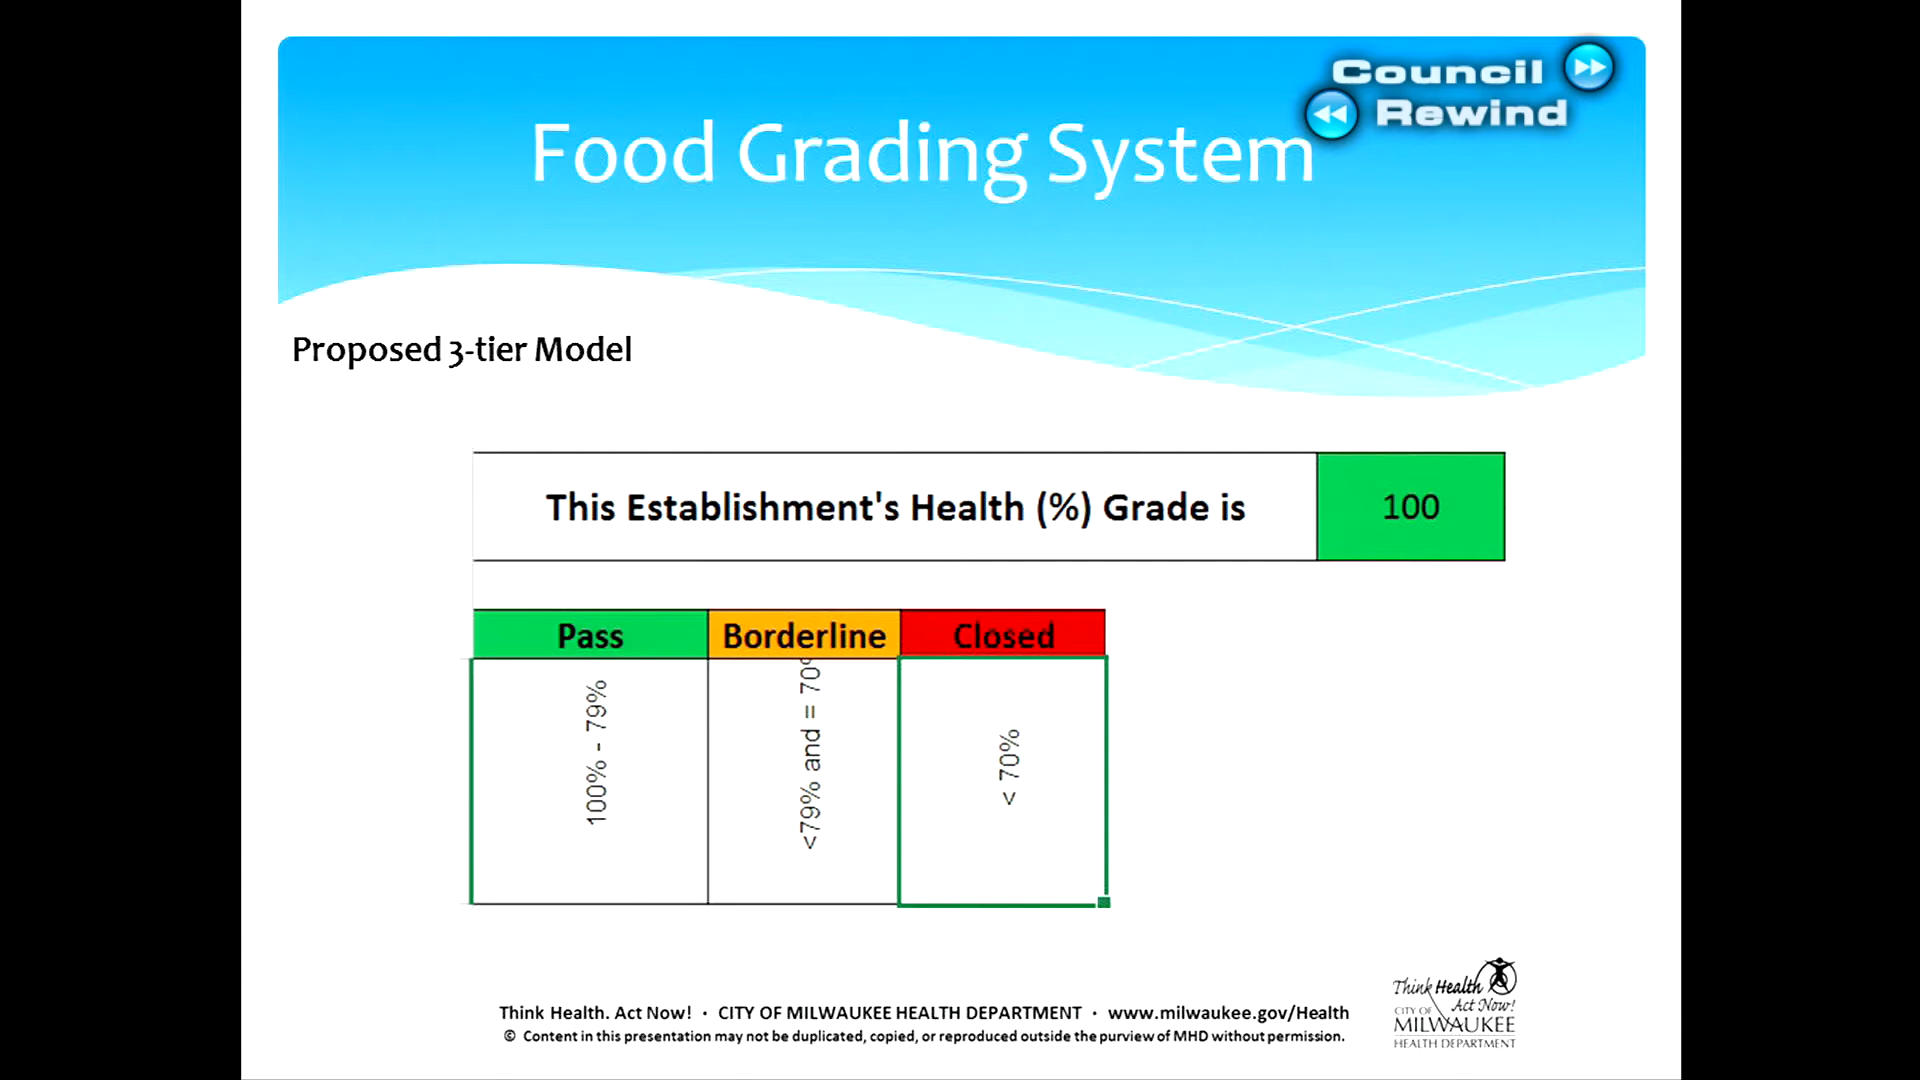 Council
Rewind
Food Grading System
Proposed 3-tier Model
This Establishment's Health (%) Grade is 100
Pass Borderline Closed
100% - 79% <79% and = 70% < 70%
Think Health. Act Now! · CITY OF MILWAUKEE HEALTH DEPARTMENT · www.milwaukee.gov/Health
© Content in this presentation may not be duplicated, copied, or reproduced outside the purview of MHD without permission.
Think Health
Act Now!
CITY OF
MILWAUKEE
HEALTH DEPARTMENT